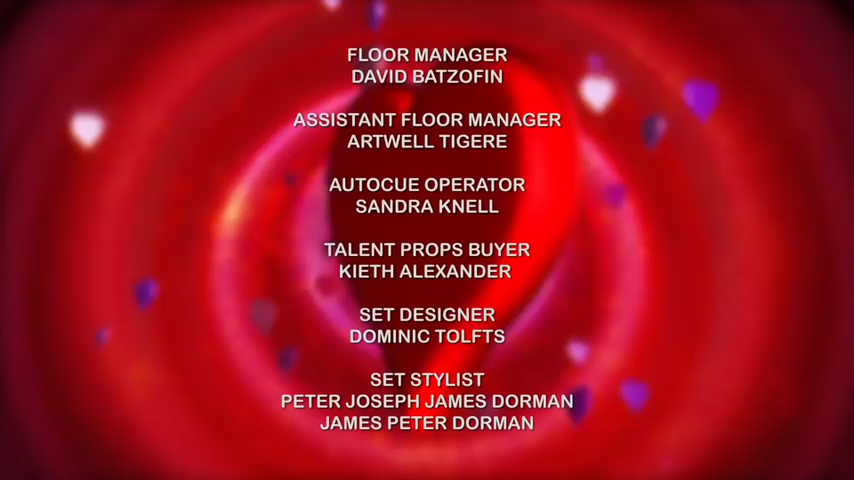 FLOOR MANAGER
DAVID BATZOFIN
ASSISTANT FLOOR MANAGER
ARTWELL TIGERE
AUTOCUE OPERATOR
SANDRA KNELL
TALENT PROPS BUYER
KIETH ALEXANDER
SET DESIGNER
DOMINIC TOLFTS
SET STYLIST
PETER JOSEPH JAMES DORMAN
JAMES PETER DORMAN